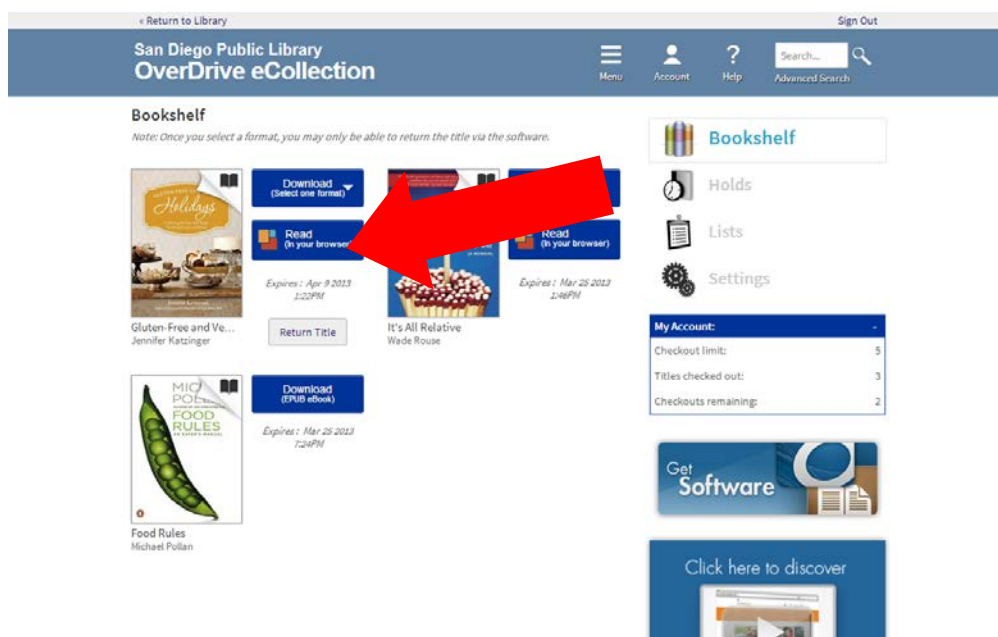 « Return to Library
Sign Out
San Diego Public Library
OverDrive eCollection
Menu
Account
Help
Search...
Advanced Search
Bookshelf
Note: Once you select a format, you may only be able to return the title via the software.
Holidays
Download
(Select one format)
Read
(In your browser)
Expires : Apr 9 2013
1:22PM
Return Title
Gluten-Free and Ve...
Jennifer Katzinger
Read
(In your browser)
Expires : Mar 25 2013
1:46PM
It's All Relative
Wade Rouse
FOOD
RULES
Download
(EPUB eBook)
Expires : Mar 25 2013
7:24PM
Food Rules
Michael Pollan
Bookshelf
Holds
Lists
Settings
My Account:
-
Checkout limit:
5
Titles checked out:
3
Checkouts remaining:
2
Get
Software
Click here to discover